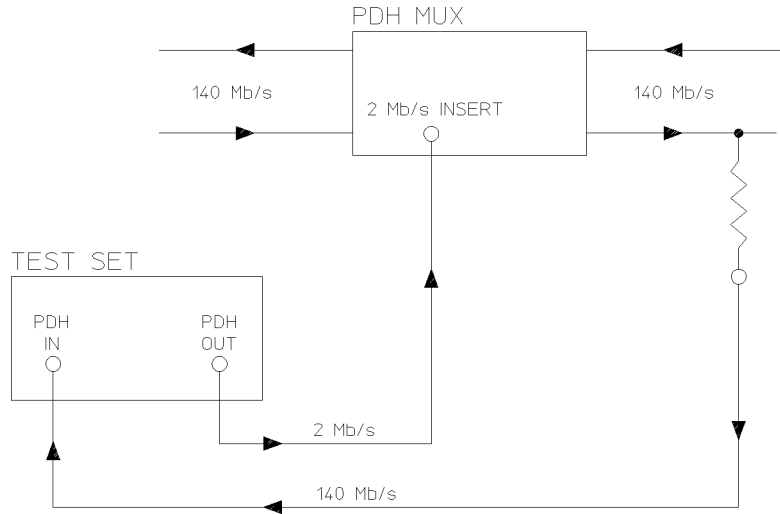 PDH MUX
140 Mb/s
140 Mb/s
2 Mb/s INSERT
TEST SET
PDH
IN
PDH
OUT
2 Mb/s
140 Mb/s